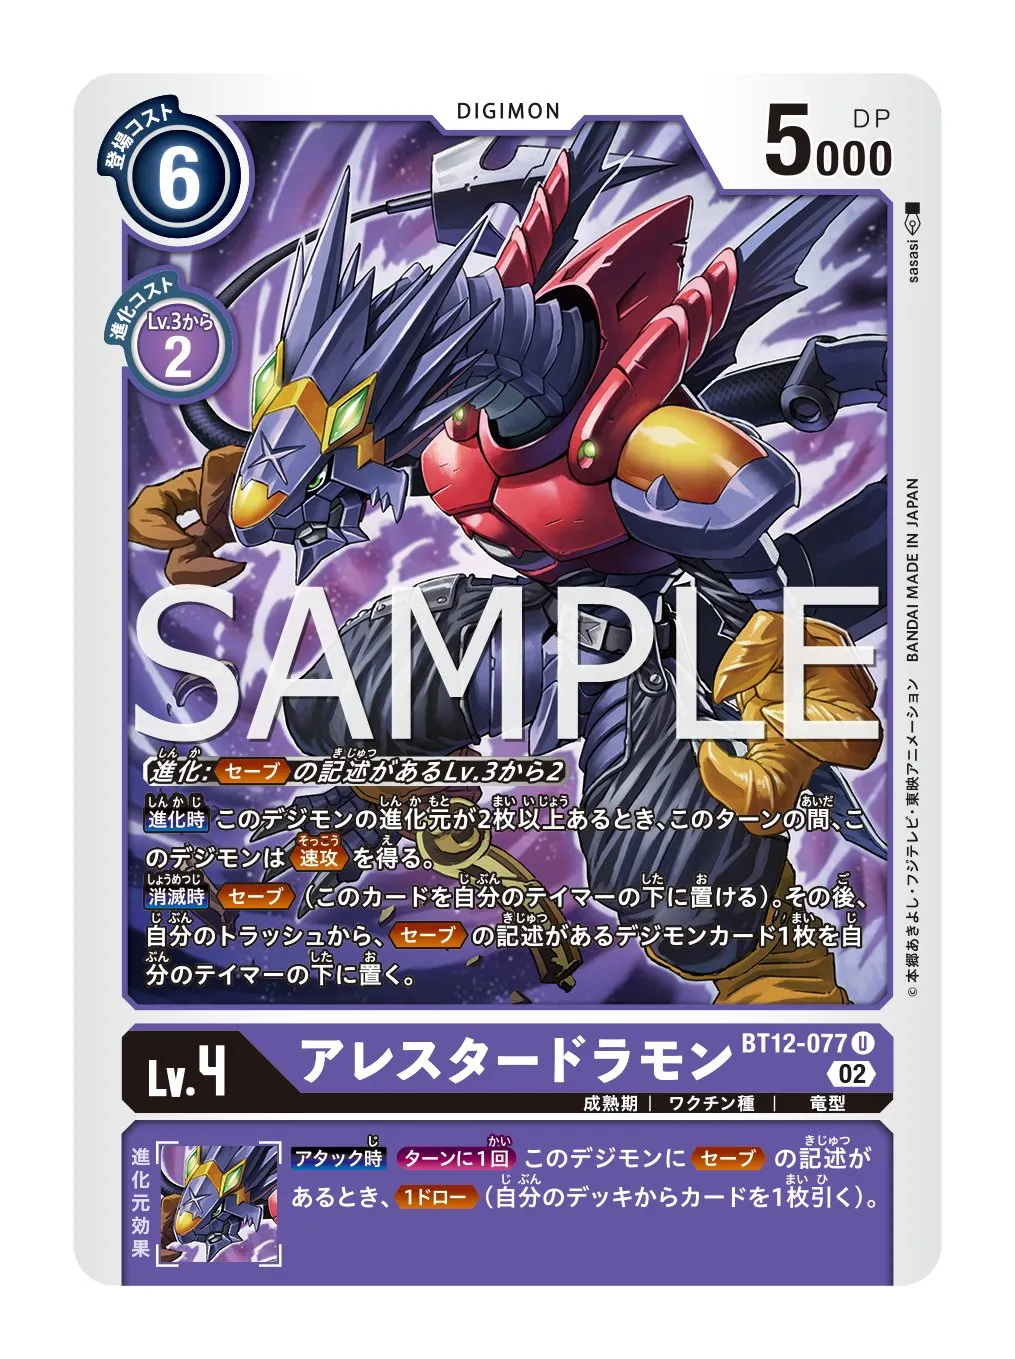 DIGIMON
登場コスト
6
5000
DP
進化コスト
Lv.3から
2
sasasi
© 本郷あきよし・フジテレビ・東映アニメーション BANDAI MADE IN JAPAN
SAMPLE
進化:セーブの記述があるLv.3から2
進化時 このデジモンの進化元が2枚以上あるとき、このターンの間、こ
のデジモンは 速攻 を得る。
消滅時 セーブ (このカードを自分のテイマーの下に置ける)。その後、
自分のトラッシュから、セーブ の記述があるデジモンカード1枚を自
分のテイマーの下に置く。
Lv.4
アレスタードラモン
BT12-077 U
02
成熟期 | ワクチン種 | 竜型
進化元効果
アタック時 ターンに1回 このデジモンに セーブ の記述が
あるとき、1ドロー (自分のデッキからカードを1枚引く)。